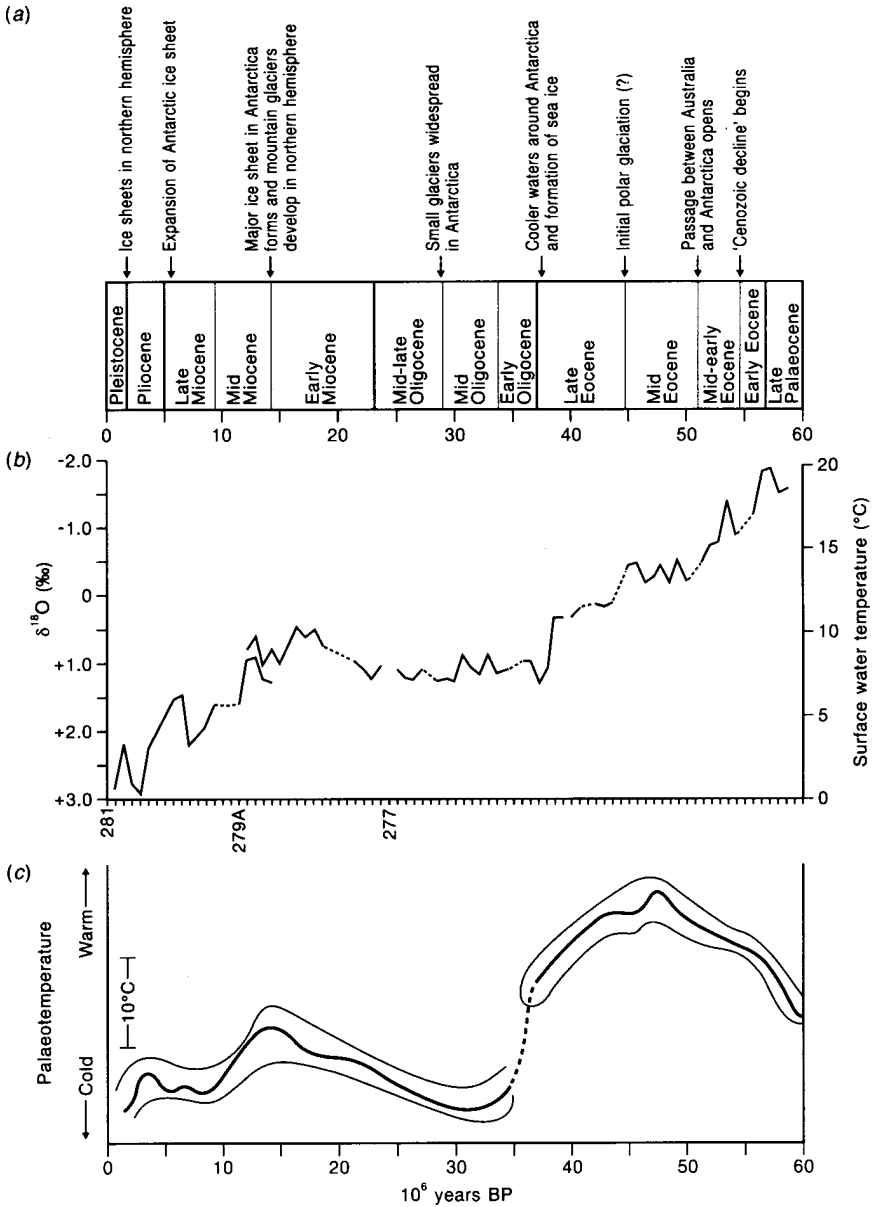 (a)
Ice sheets in northern hemisphere
Expansion of Antarctic ice sheet
Major ice sheet in Antarctica
forms and mountain glaciers
develop in northern hemisphere
Small glaciers widespread
in Antarctica
Cooler waters around Antarctica
and formation of sea ice
Initial polar glaciation (?)
Passage between Australia
and Antarctica opens
'Cenozoic decline' begins
Pleistocene
Pliocene
Late
Miocene
Mid
Miocene
Early
Miocene
Mid-late
Oligocene
Mid
Oligocene
Early
Oligocene
Late
Eocene
Mid
Eocene
Mid-early
Eocene
Early Eocene
Late
Palaeocene
0 10 20 30 40 50 60
(b)
δ¹⁸O (‰)
-2.0
-1.0
0
+1.0
+2.0
+3.0
20
15
10
5
0
Surface water temperature (°C)
281
279A
277
(c)
Palaeotemperature
Warm
Cold
10°C
0 10 20 30 40 50 60
10⁶ years BP